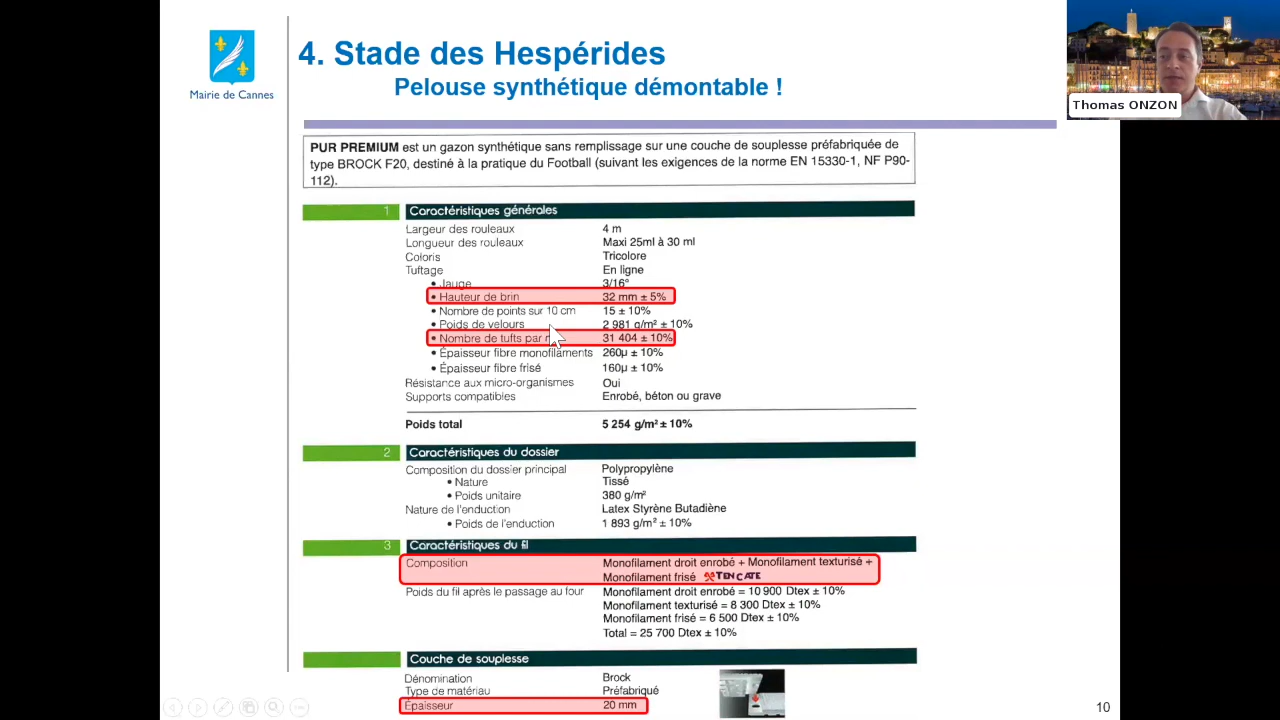 4. Stade des Hespérides
Pelouse synthétique démontable !
Mairie de Cannes
Thomas ONZON
PUR PREMIUM est un gazon synthétique sans remplissage sur une couche de souplesse préfabriquée de
type BROCK F20, destiné à la pratique du Football (suivant les exigences de la norme EN 15330-1, NF P90-
112).
1 Caractéristiques générales
Largeur des rouleaux 4 m
Longueur des rouleaux Maxi 25ml à 30 ml
Coloris Tricolore
Tuftage En ligne
• Jauge 3/16°
• Hauteur de brin 32 mm ± 5%
• Nombre de points sur 10 cm 15 ± 10%
• Poids de velours 2 981 g/m² ± 10%
• Nombre de tufts par 31 404 ± 10%
• Épaisseur fibre monofilaments 260µ ± 10%
• Épaisseur fibre frisé 160µ ± 10%
Résistance aux micro-organismes Oui
Supports compatibles Enrobé, béton ou grave
Poids total 5 254 g/m² ± 10%
2 Caractéristiques du dossier
Composition du dossier principal Polypropylène
• Nature Tissé
• Poids unitaire 380 g/m²
Nature de l'enduction Latex Styrène Butadiène
• Poids de l'enduction 1 893 g/m² ± 10%
3 Caractéristiques du fil
Composition Monofilament droit enrobé + Monofilament texturisé +
Monofilament frisé TENCATE
Poids du fil après le passage au four Monofilament droit enrobé = 10 900 Dtex ± 10%
Monofilament texturisé = 8 300 Dtex ± 10%
Monofilament frisé = 6 500 Dtex ± 10%
Total = 25 700 Dtex ± 10%
Couche de souplesse
Dénomination Brock
Type de matériau Préfabriqué
Épaisseur 20 mm
10